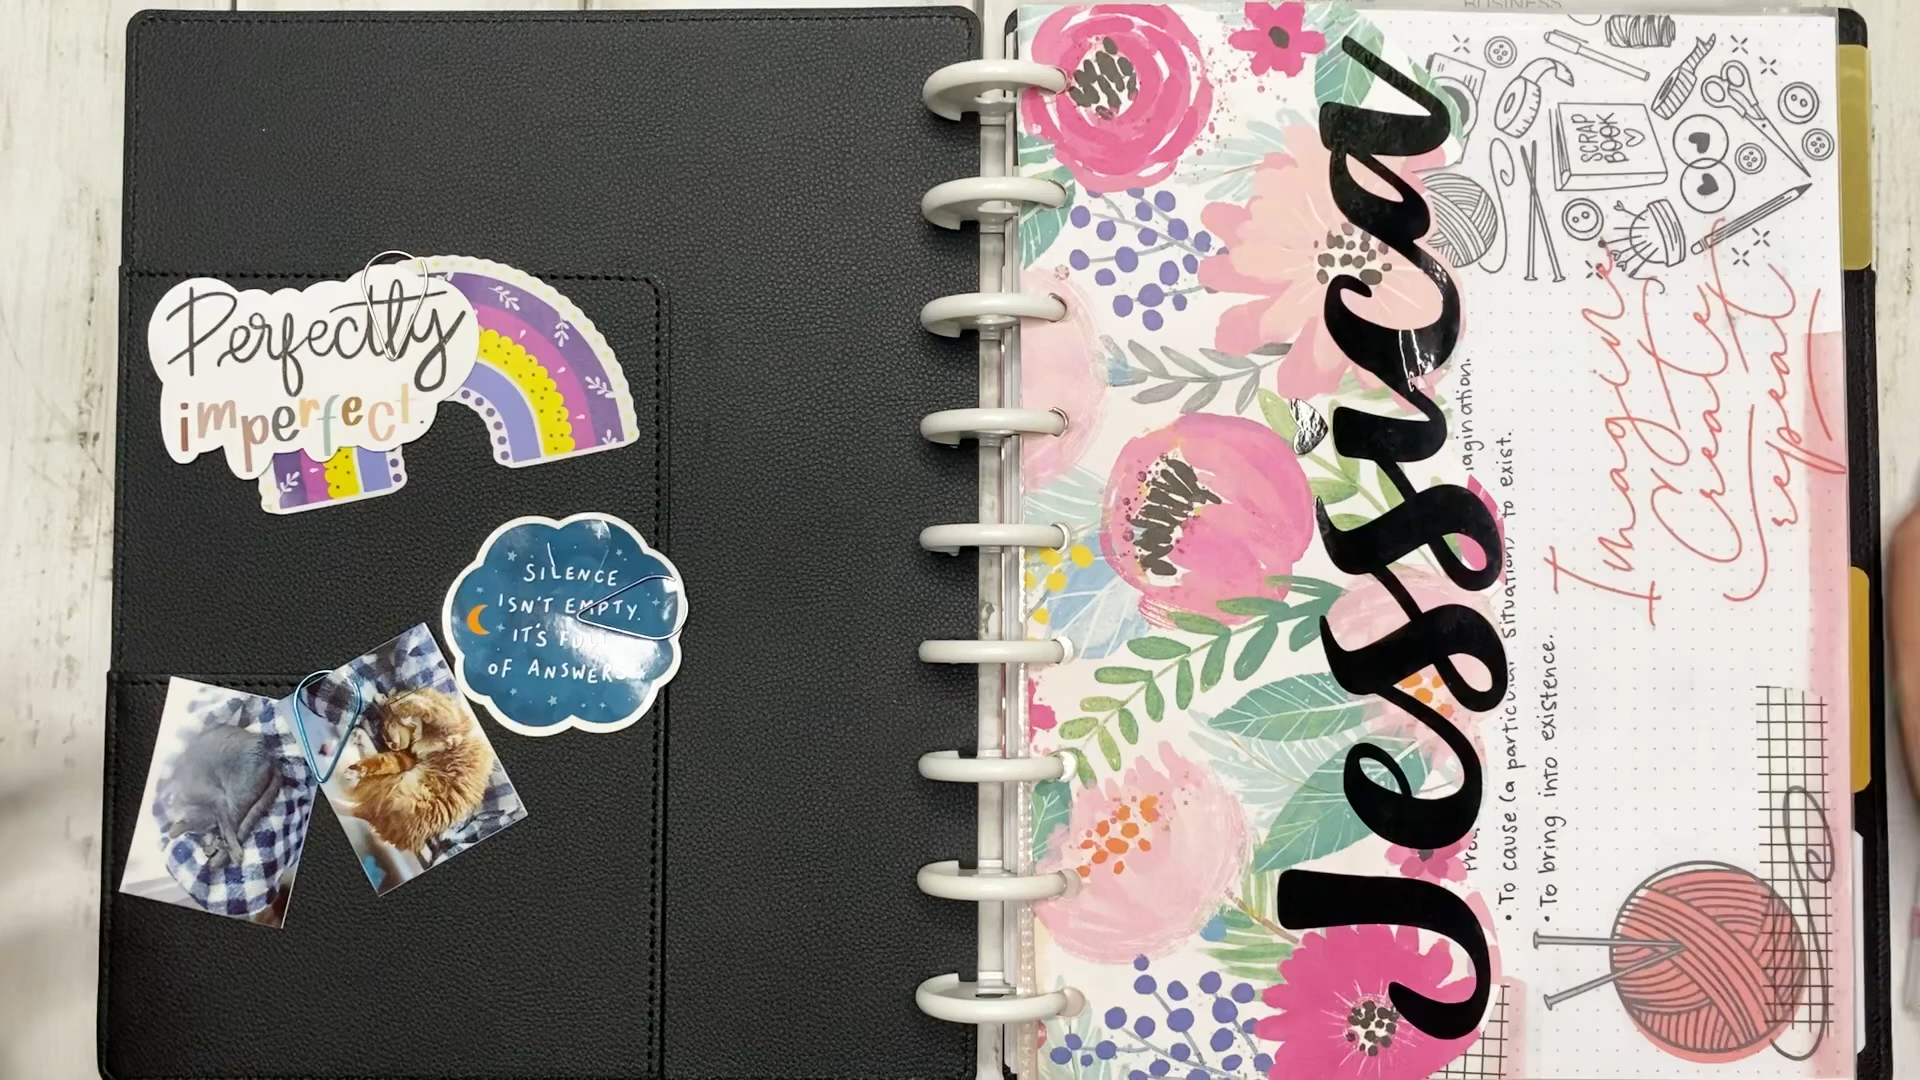 BUSINESS
Perfectly
imperfect.
SILENCE
ISN'T EMPTY.
IT'S
OF ANSWERS
Jessica
SCRAP
BOOK
Imagine
Create
repeat
• To cause (a particular situation) to exist.
• To bring into existence.